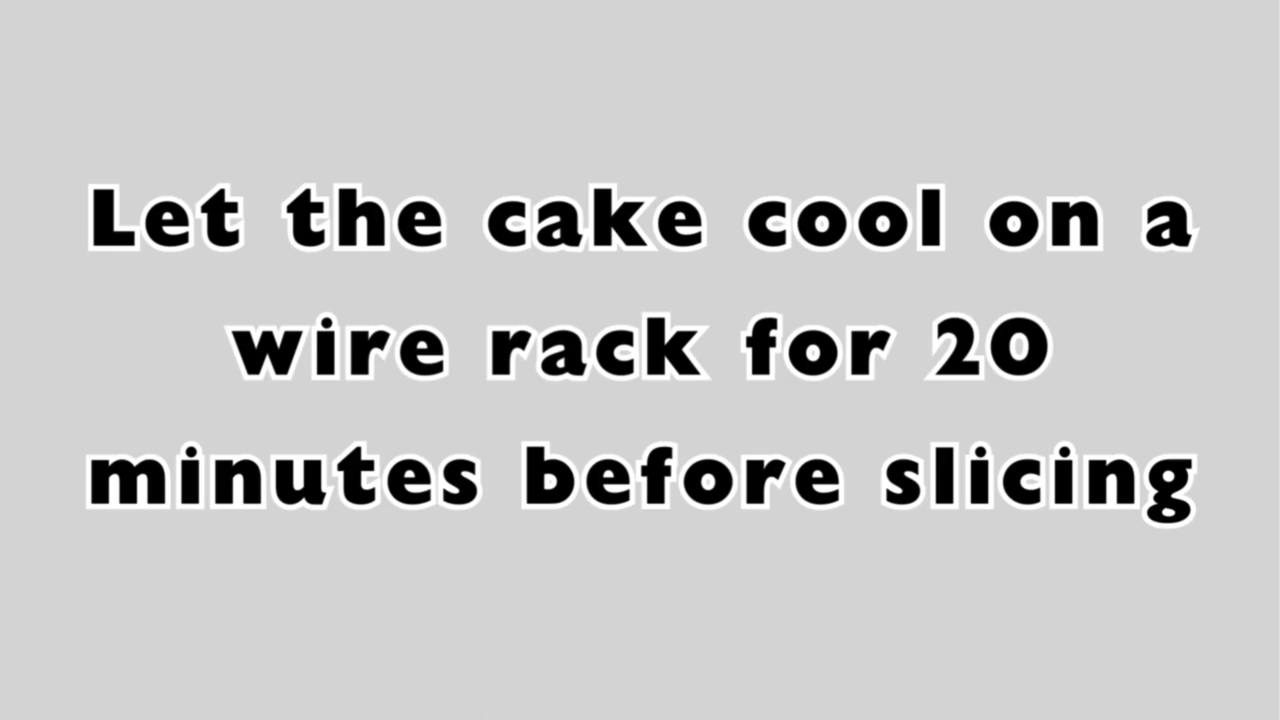 Let the cake cool on a
wire rack for 20
minutes before slicing